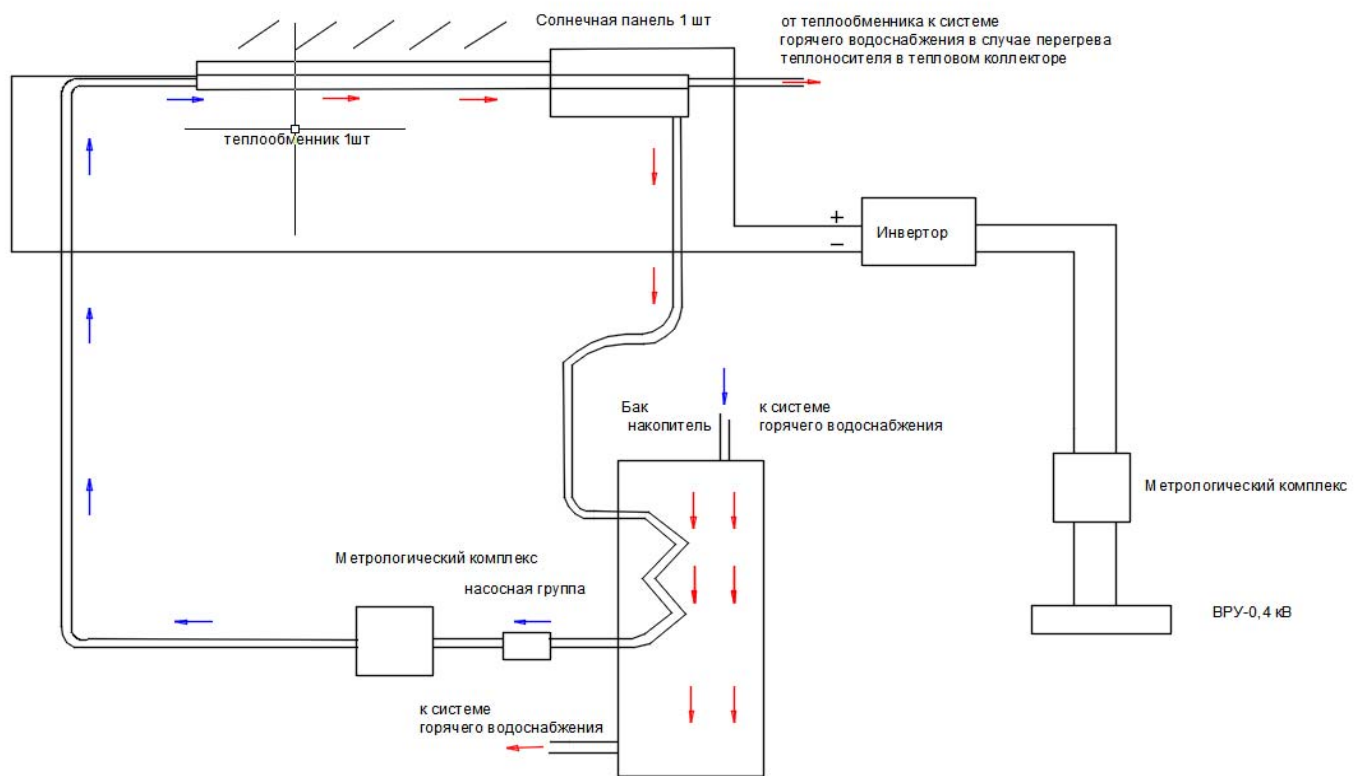 Солнечная панель 1 шт
от теплообменника к системе
горячего водоснабжения в случае перегрева
теплоносителя в тепловом коллекторе
теплообменник 1шт
+
Инвертор
−
Бак
накопитель
к системе
горячего водоснабжения
Метрологический комплекс
Метрологический комплекс
насосная группа
ВРУ-0,4 кВ
к системе
горячего водоснабжения